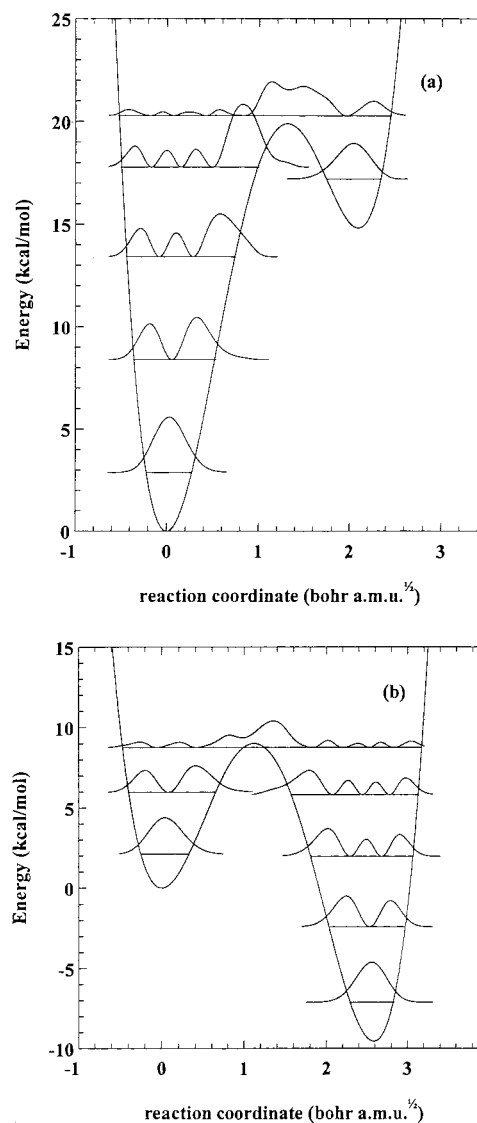 25
20
15
10
5
0
Energy (kcal/mol)
(a)
-1 0 1 2 3
reaction coordinate (bohr a.m.u.½)
15
10
5
0
-5
-10
Energy (kcal/mol)
(b)
-1 0 1 2 3
reaction coordinate (bohr a.m.u.½)